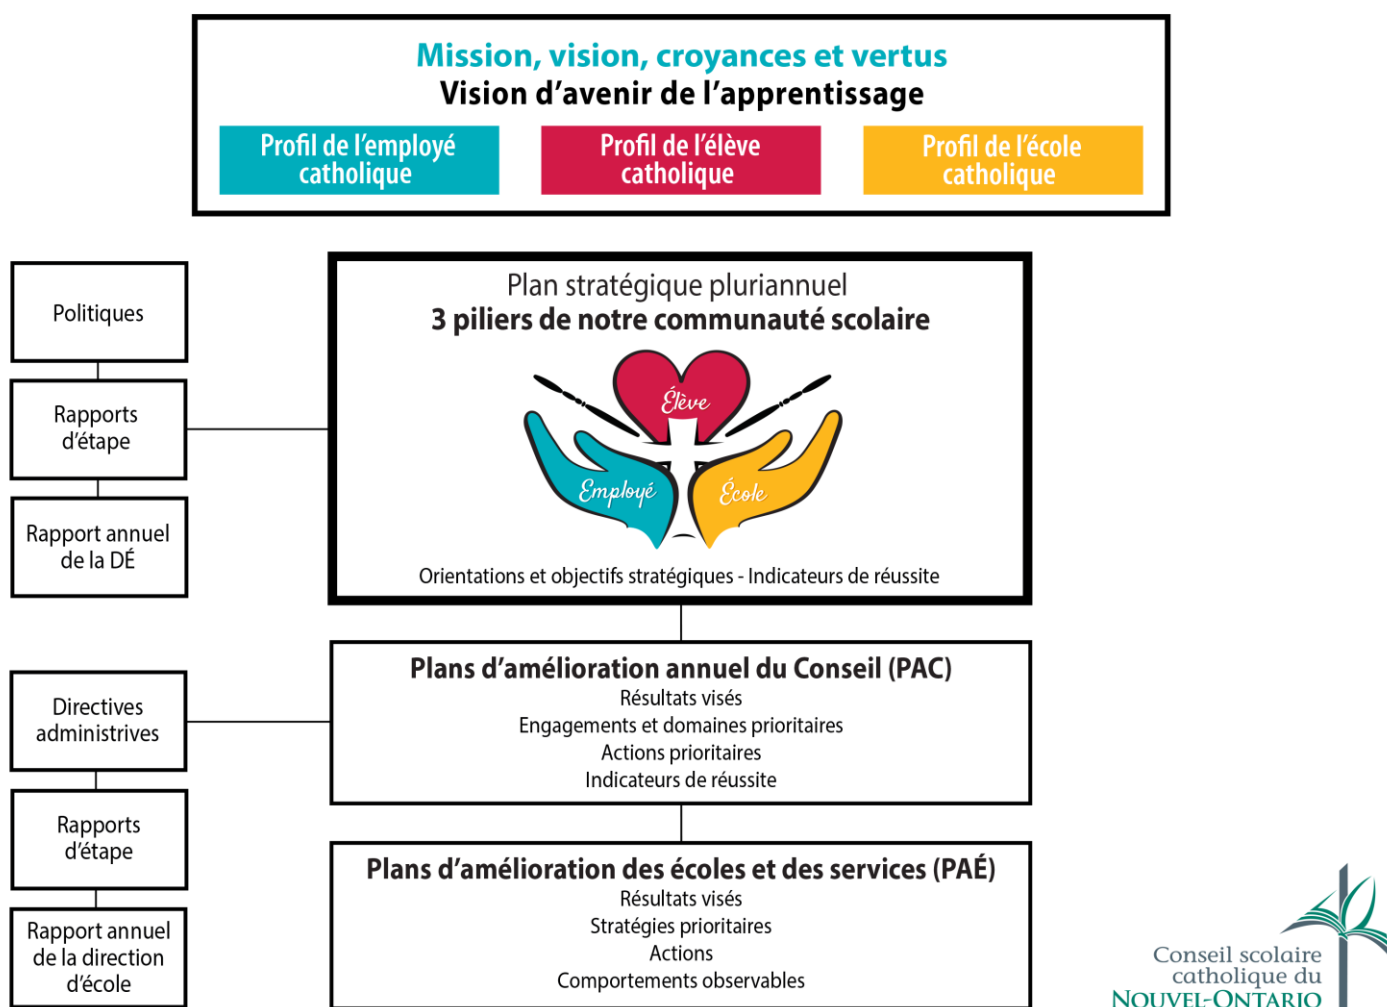 Mission, vision, croyances et vertus
Vision d’avenir de l’apprentissage
Profil de l’employé
catholique
Profil de l’élève
catholique
Profil de l’école
catholique
Politiques
Rapports
d’étape
Rapport annuel
de la DÉ
Plan stratégique pluriannuel
3 piliers de notre communauté scolaire
Élève
Employé
École
Orientations et objectifs stratégiques - Indicateurs de réussite
Directives
administrives
Rapports
d’étape
Rapport annuel
de la direction
d’école
Plans d’amélioration annuel du Conseil (PAC)
Résultats visés
Engagements et domaines prioritaires
Actions prioritaires
Indicateurs de réussite
Plans d’amélioration des écoles et des services (PAÉ)
Résultats visés
Stratégies prioritaires
Actions
Comportements observables
Conseil scolaire
catholique du
NOUVEL-ONTARIO